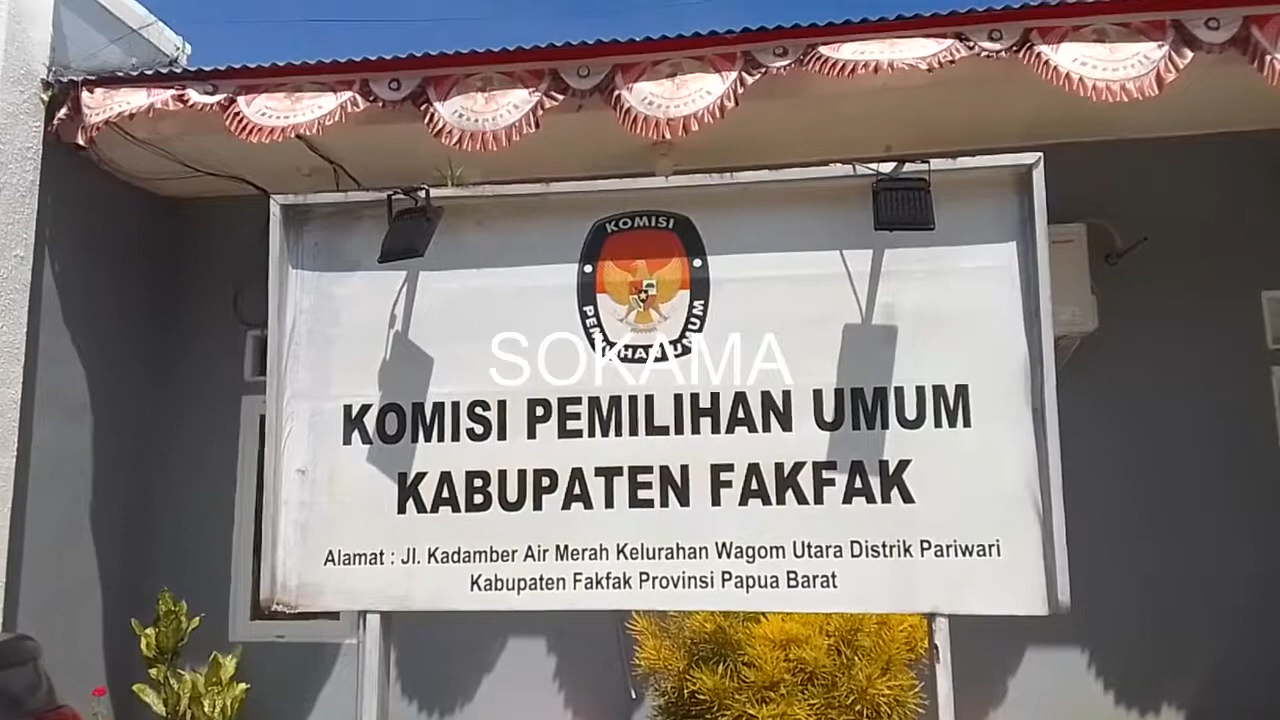 KOMISI
PEMILIHAN UMUM
SOKAMA
KOMISI PEMILIHAN UMUM
KABUPATEN FAKFAK
Alamat : Jl. Kadamber Air Merah Kelurahan Wagom Utara Distrik Pariwari
Kabupaten Fakfak Provinsi Papua Barat